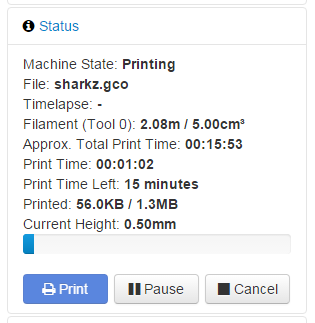 Status
Machine State: Printing
File: sharkz.gco
Timelapse: -
Filament (Tool 0): 2.08m / 5.00cm³
Approx. Total Print Time: 00:15:53
Print Time: 00:01:02
Print Time Left: 15 minutes
Printed: 56.0KB / 1.3MB
Current Height: 0.50mm
Print Pause Cancel